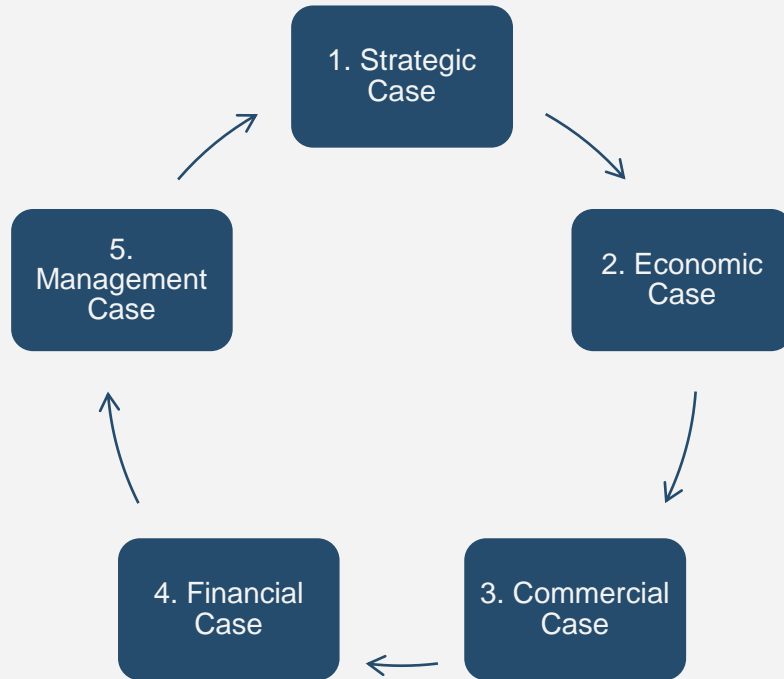 1. Strategic
Case
2. Economic
Case
3. Commercial
Case
4. Financial
Case
5.
Management
Case